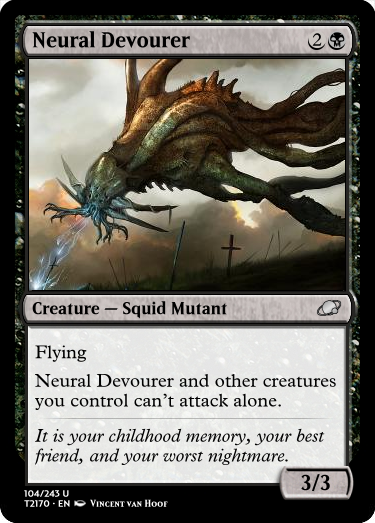 Neural Devourer 2
Creature — Squid Mutant
Flying
Neural Devourer and other creatures
you control can't attack alone.
It is your childhood memory, your best
friend, and your worst nightmare.
3/3
104/243 U
T2170 • EN Vincent van Hoof